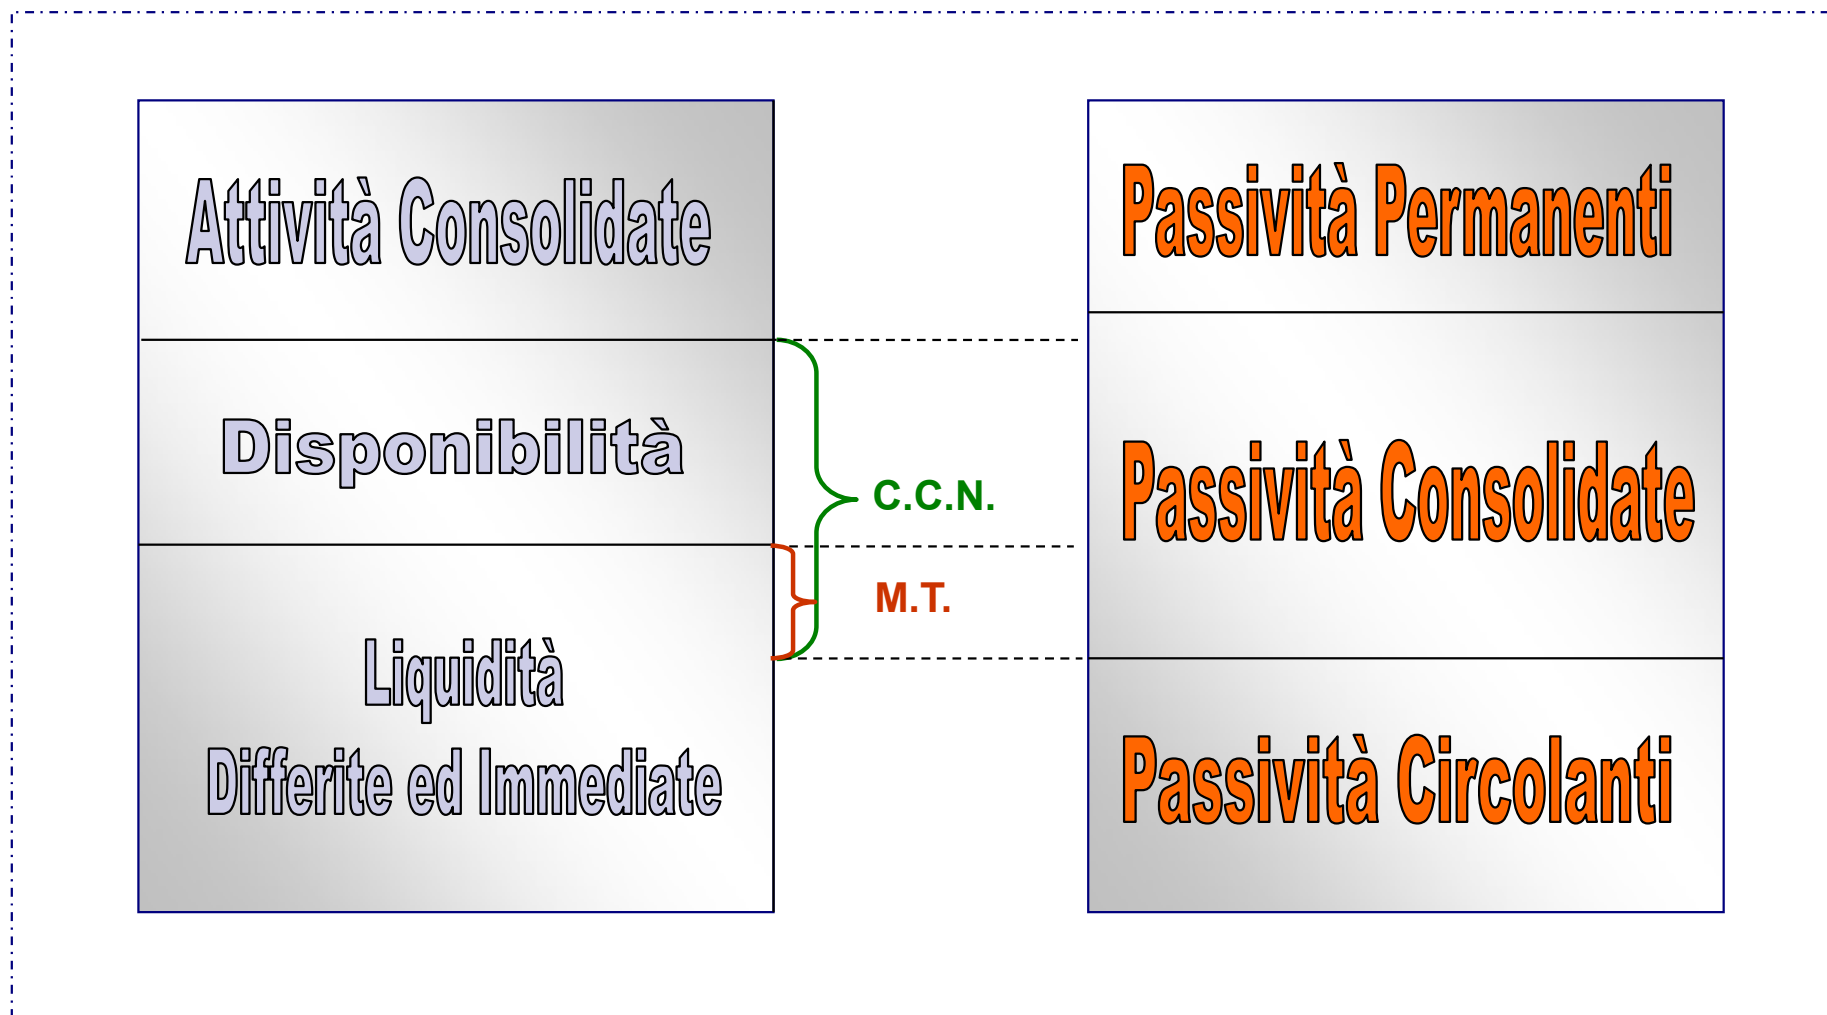 Attività Consolidate
Disponibilità
Liquidità
Differite ed Immediate
C.C.N.
M.T.
Passività Permanenti
Passività Consolidate
Passività Circolanti